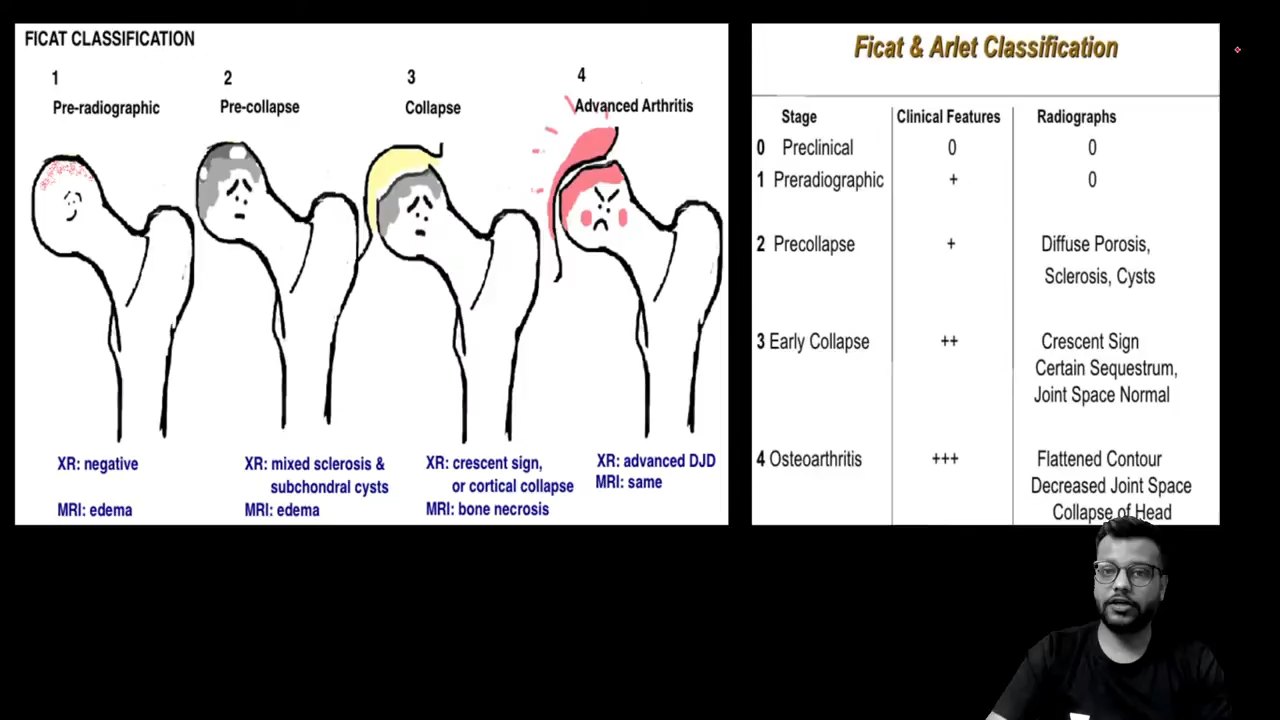 FICAT CLASSIFICATION
1
2
3
4
Pre-radiographic
Pre-collapse
Collapse
Advanced Arthritis
XR: negative
MRI: edema
XR: mixed sclerosis &
subchondral cysts
MRI: edema
XR: crescent sign,
or cortical collapse
MRI: bone necrosis
XR: advanced DJD
MRI: same
Ficat & Arlet Classification
Stage Clinical Features Radiographs
0 Preclinical 0 0
1 Preradiographic + 0
2 Precollapse + Diffuse Porosis,
Sclerosis, Cysts
3 Early Collapse ++ Crescent Sign
Certain Sequestrum,
Joint Space Normal
4 Osteoarthritis +++ Flattened Contour
Decreased Joint Space
Collapse of Head